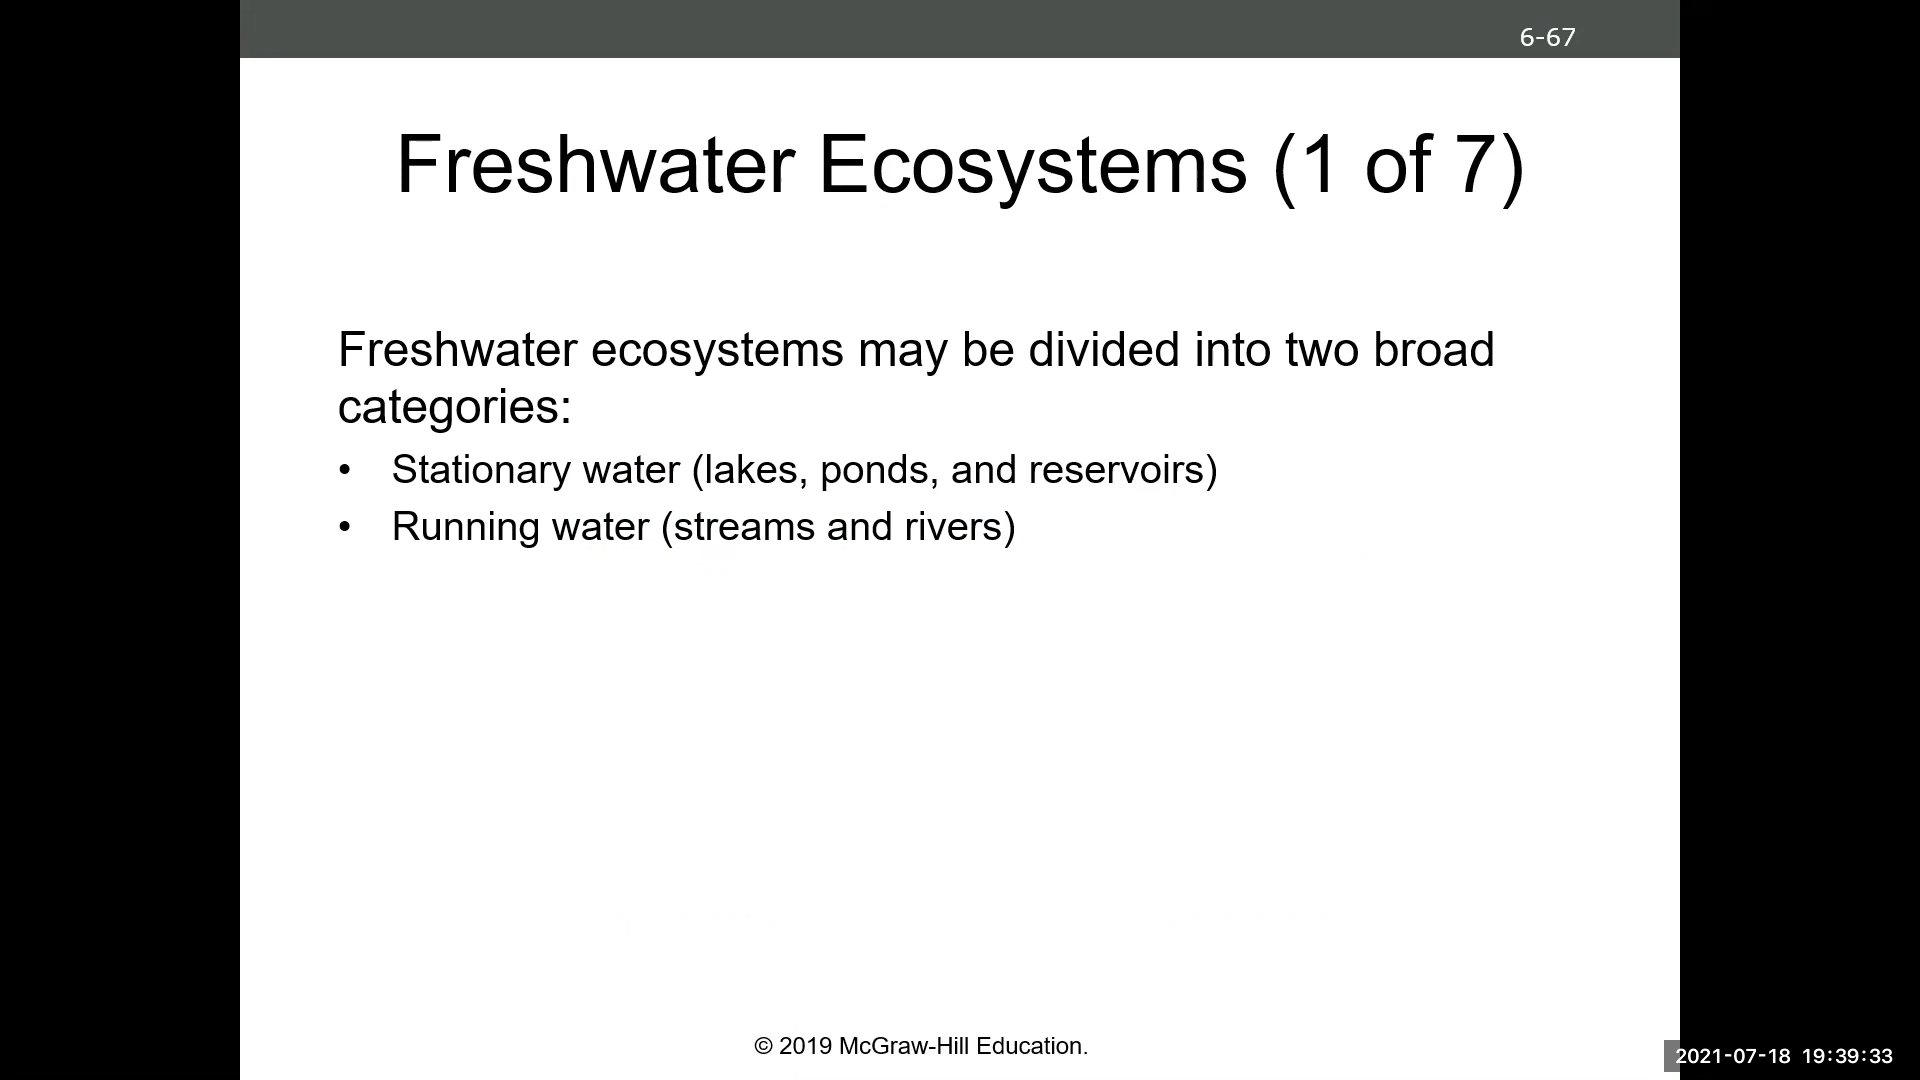 6-67
Freshwater Ecosystems (1 of 7)
Freshwater ecosystems may be divided into two broad
categories:
• Stationary water (lakes, ponds, and reservoirs)
• Running water (streams and rivers)
© 2019 McGraw-Hill Education.
2021-07-18 19:39:33